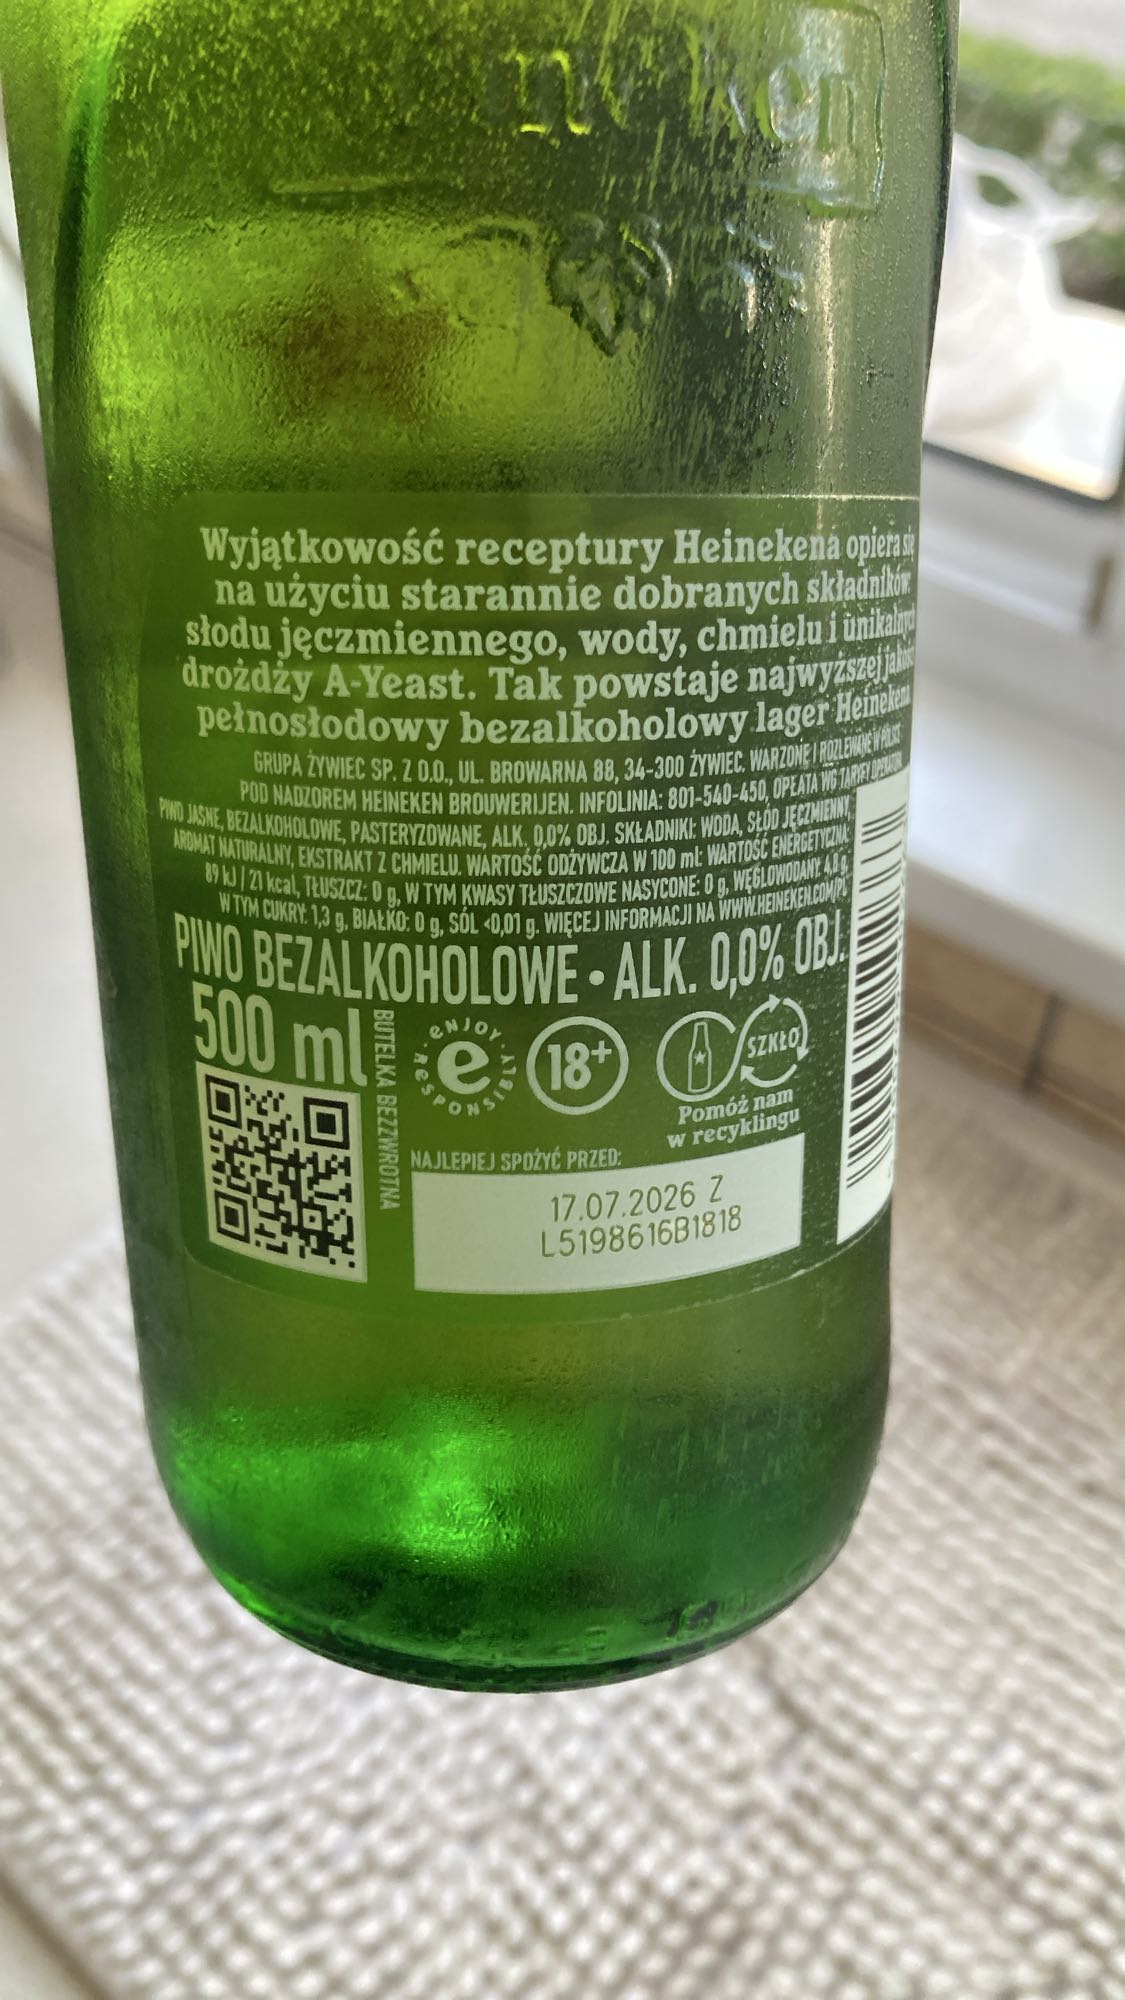 Wyjątkowość receptury Heinekena opiera się
na użyciu starannie dobranych składników:
słodu jęczmiennego, wody, chmielu i unikalnych
drożdży A-Yeast. Tak powstaje najwyższej jakości
pełnosłodowy bezalkoholowy lager Heinekena.
GRUPA ŻYWIEC SP. Z O.O., UL. BROWARNA 88, 34-300 ŻYWIEC. WARZONE I ROZLEWANE W POLSCE
POD NADZOREM HEINEKEN BROUWERIJEN. INFOLINIA: 801-540-450, OPŁATA WG TARYFY OPERATORA.
PIWO JASNE, BEZALKOHOLOWE, PASTERYZOWANE, ALK. 0,0% OBJ. SKŁADNIKI: WODA, SŁÓD JĘCZMIENNY,
AROMAT NATURALNY, EKSTRAKT Z CHMIELU. WARTOŚĆ ODŻYWCZA W 100 ml: WARTOŚĆ ENERGETYCZNA:
89 kJ / 21 kcal, TŁUSZCZ: 0 g, W TYM KWASY TŁUSZCZOWE NASYCONE: 0 g, WĘGLOWODANY: 4,8 g,
W TYM CUKRY: 1,3 g, BIAŁKO: 0 g, SÓL <0,01 g. WIĘCEJ INFORMACJI NA WWW.HEINEKEN.COM/PL
PIWO BEZALKOHOLOWE • ALK. 0,0% OBJ.
500 ml
BUTELKA BEZZWROTNA
ENJOY
e
RESPONSIBLY
18+
SZKŁO
Pomóż nam
w recyklingu
NAJLEPIEJ SPOŻYĆ PRZED:
17.07.2026 Z
L5198616B1818